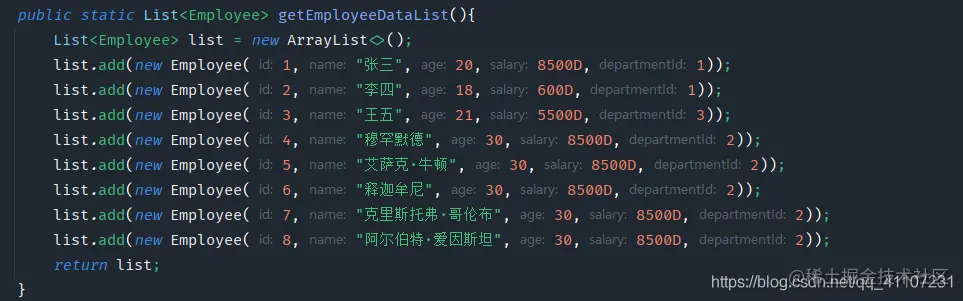 public static List<Employee> getEmployeeDataList(){
List<Employee> list = new ArrayList<>();
list.add(new Employee( id: 1, name: "张三", age: 20, salary: 8500D, departmentId: 1));
list.add(new Employee( id: 2, name: "李四", age: 18, salary: 600D, departmentId: 1));
list.add(new Employee( id: 3, name: "王五", age: 21, salary: 5500D, departmentId: 3));
list.add(new Employee( id: 4, name: "穆罕默德", age: 30, salary: 8500D, departmentId: 2));
list.add(new Employee( id: 5, name: "艾萨克·牛顿", age: 30, salary: 8500D, departmentId: 2));
list.add(new Employee( id: 6, name: "释迦牟尼", age: 30, salary: 8500D, departmentId: 2));
list.add(new Employee( id: 7, name: "克里斯托弗·哥伦布", age: 30, salary: 8500D, departmentId: 2));
list.add(new Employee( id: 8, name: "阿尔伯特·爱因斯坦", age: 30, salary: 8500D, departmentId: 2));
return list;
}
@稀土掘金技术社区
https://blog.csdn.net/qq_41107231